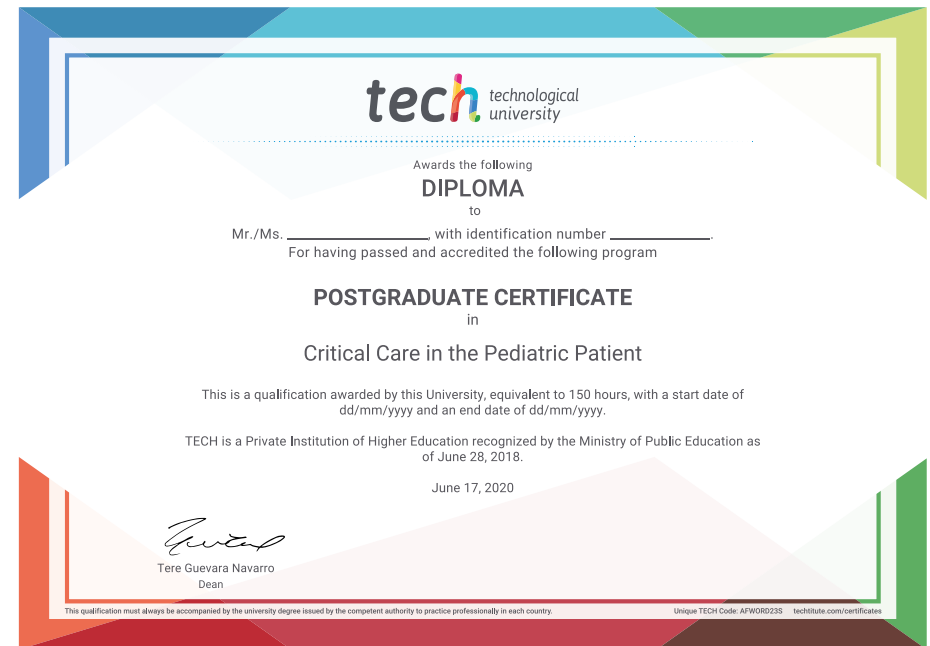 tech technological
university
Awards the following
DIPLOMA
to
Mr./Ms. ____________________, with identification number ______________.
For having passed and accredited the following program
POSTGRADUATE CERTIFICATE
in
Critical Care in the Pediatric Patient
This is a qualification awarded by this University, equivalent to 150 hours, with a start date of
dd/mm/yyyy and an end date of dd/mm/yyyy.
TECH is a Private Institution of Higher Education recognized by the Ministry of Public Education as
of June 28, 2018.
June 17, 2020
Tere Guevara Navarro
Dean
This qualification must always be accompanied by the university degree issued by the competent authority to practice professionally in each country.
Unique TECH Code: AFWORD23S techtitute.com/certificates